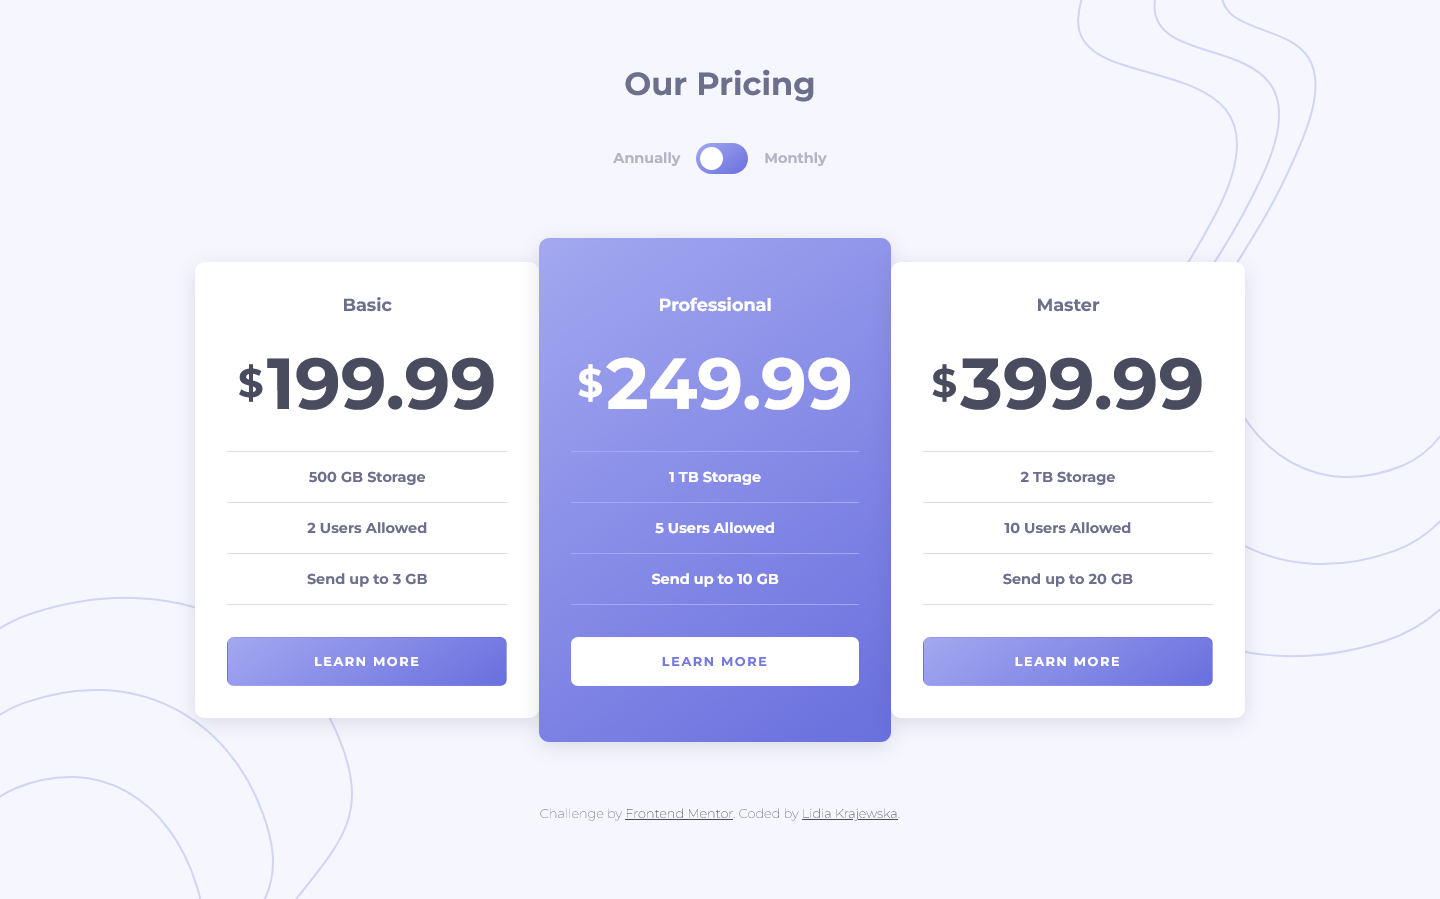 Our Pricing
Annually Monthly
Basic
$199.99
500 GB Storage
2 Users Allowed
Send up to 3 GB
LEARN MORE
Professional
$249.99
1 TB Storage
5 Users Allowed
Send up to 10 GB
LEARN MORE
Master
$399.99
2 TB Storage
10 Users Allowed
Send up to 20 GB
LEARN MORE
Challenge by Frontend Mentor. Coded by Lidia Krajewska.